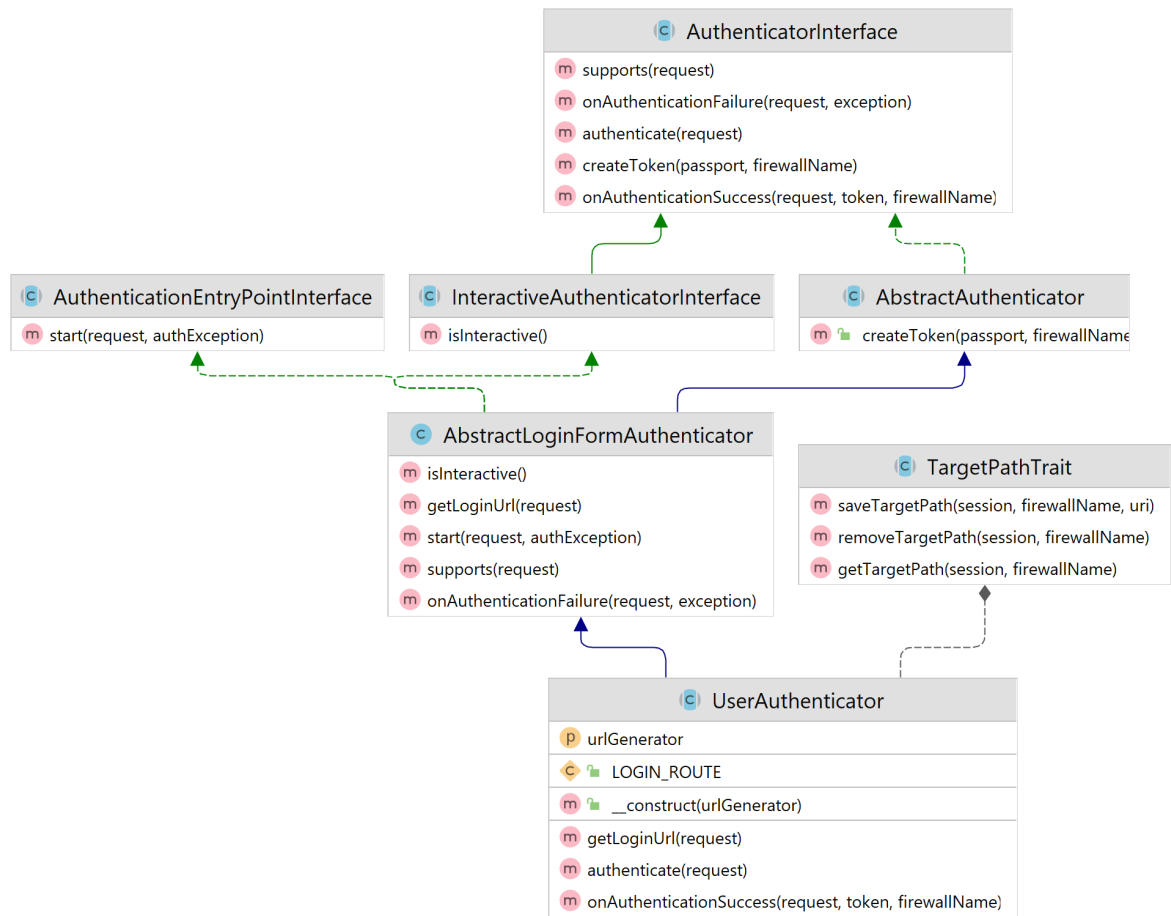 AuthenticatorInterface
m supports(request)
m onAuthenticationFailure(request, exception)
m authenticate(request)
m createToken(passport, firewallName)
m onAuthenticationSuccess(request, token, firewallName)
C AuthenticationEntryPointInterface
m start(request, authException)
C InteractiveAuthenticatorInterface
m isInteractive()
C AbstractAuthenticator
m createToken(passport, firewallName
C AbstractLoginFormAuthenticator
m isInteractive()
m getLoginUrl(request)
m start(request, authException)
m supports(request)
m onAuthenticationFailure(request, exception)
C TargetPathTrait
m saveTargetPath(session, firewallName, uri)
m removeTargetPath(session, firewallName)
m getTargetPath(session, firewallName)
C UserAuthenticator
p urlGenerator
C LOGIN_ROUTE
m __construct(urlGenerator)
m getLoginUrl(request)
m authenticate(request)
m onAuthenticationSuccess(request, token, firewallName)